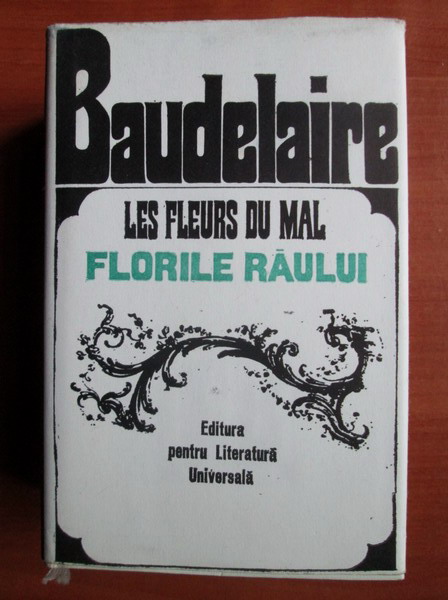 Baudelaire
LES FLEURS DU MAL
FLORILE RĂULUI
Editura
pentru Literatură
Universală